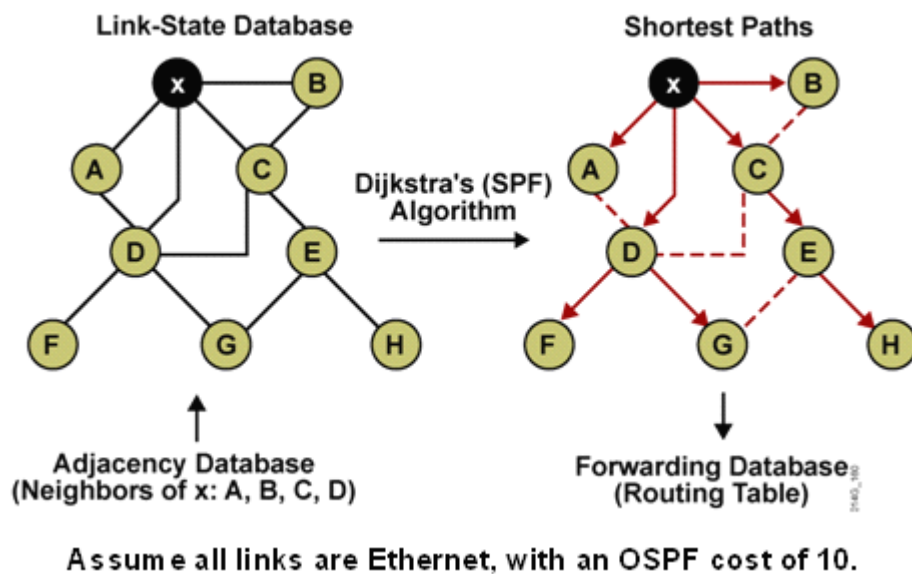 Link-State Database
Shortest Paths
x
B
A
C
D
E
F
G
H
Dijkstra's (SPF)
Algorithm
x
B
A
C
D
E
F
G
H
Adjacency Database
(Neighbors of x: A, B, C, D)
Forwarding Database
(Routing Table)
Assume all links are Ethernet, with an OSPF cost of 10.